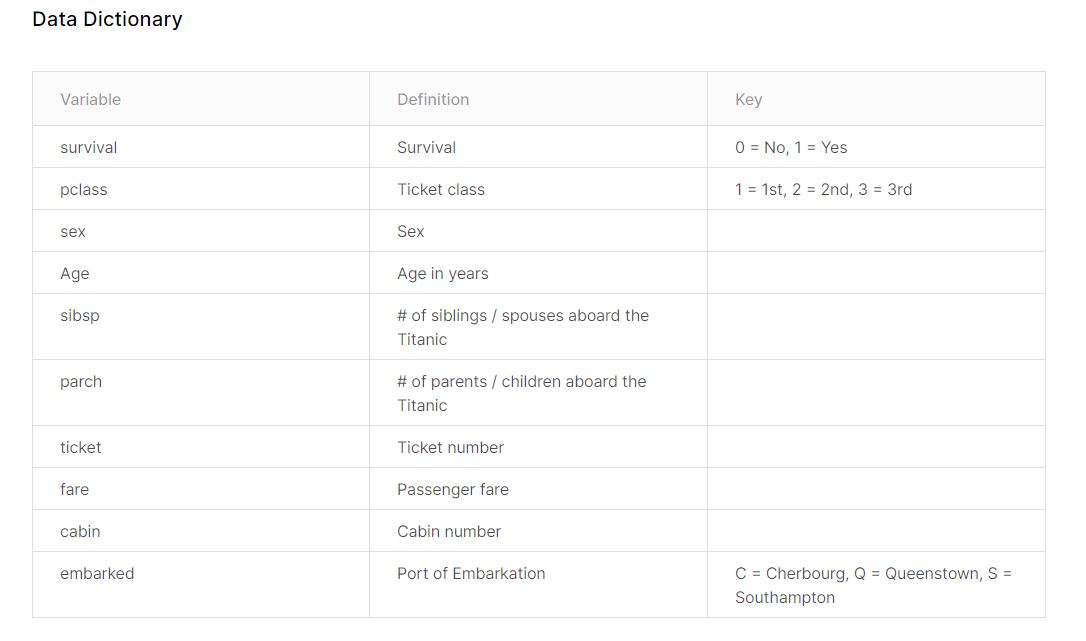 Data Dictionary
Variable Definition Key
survival Survival 0 = No, 1 = Yes
pclass Ticket class 1 = 1st, 2 = 2nd, 3 = 3rd
sex Sex
Age Age in years
sibsp # of siblings / spouses aboard the
Titanic
parch # of parents / children aboard the
Titanic
ticket Ticket number
fare Passenger fare
cabin Cabin number
embarked Port of Embarkation C = Cherbourg, Q = Queenstown, S =
Southampton